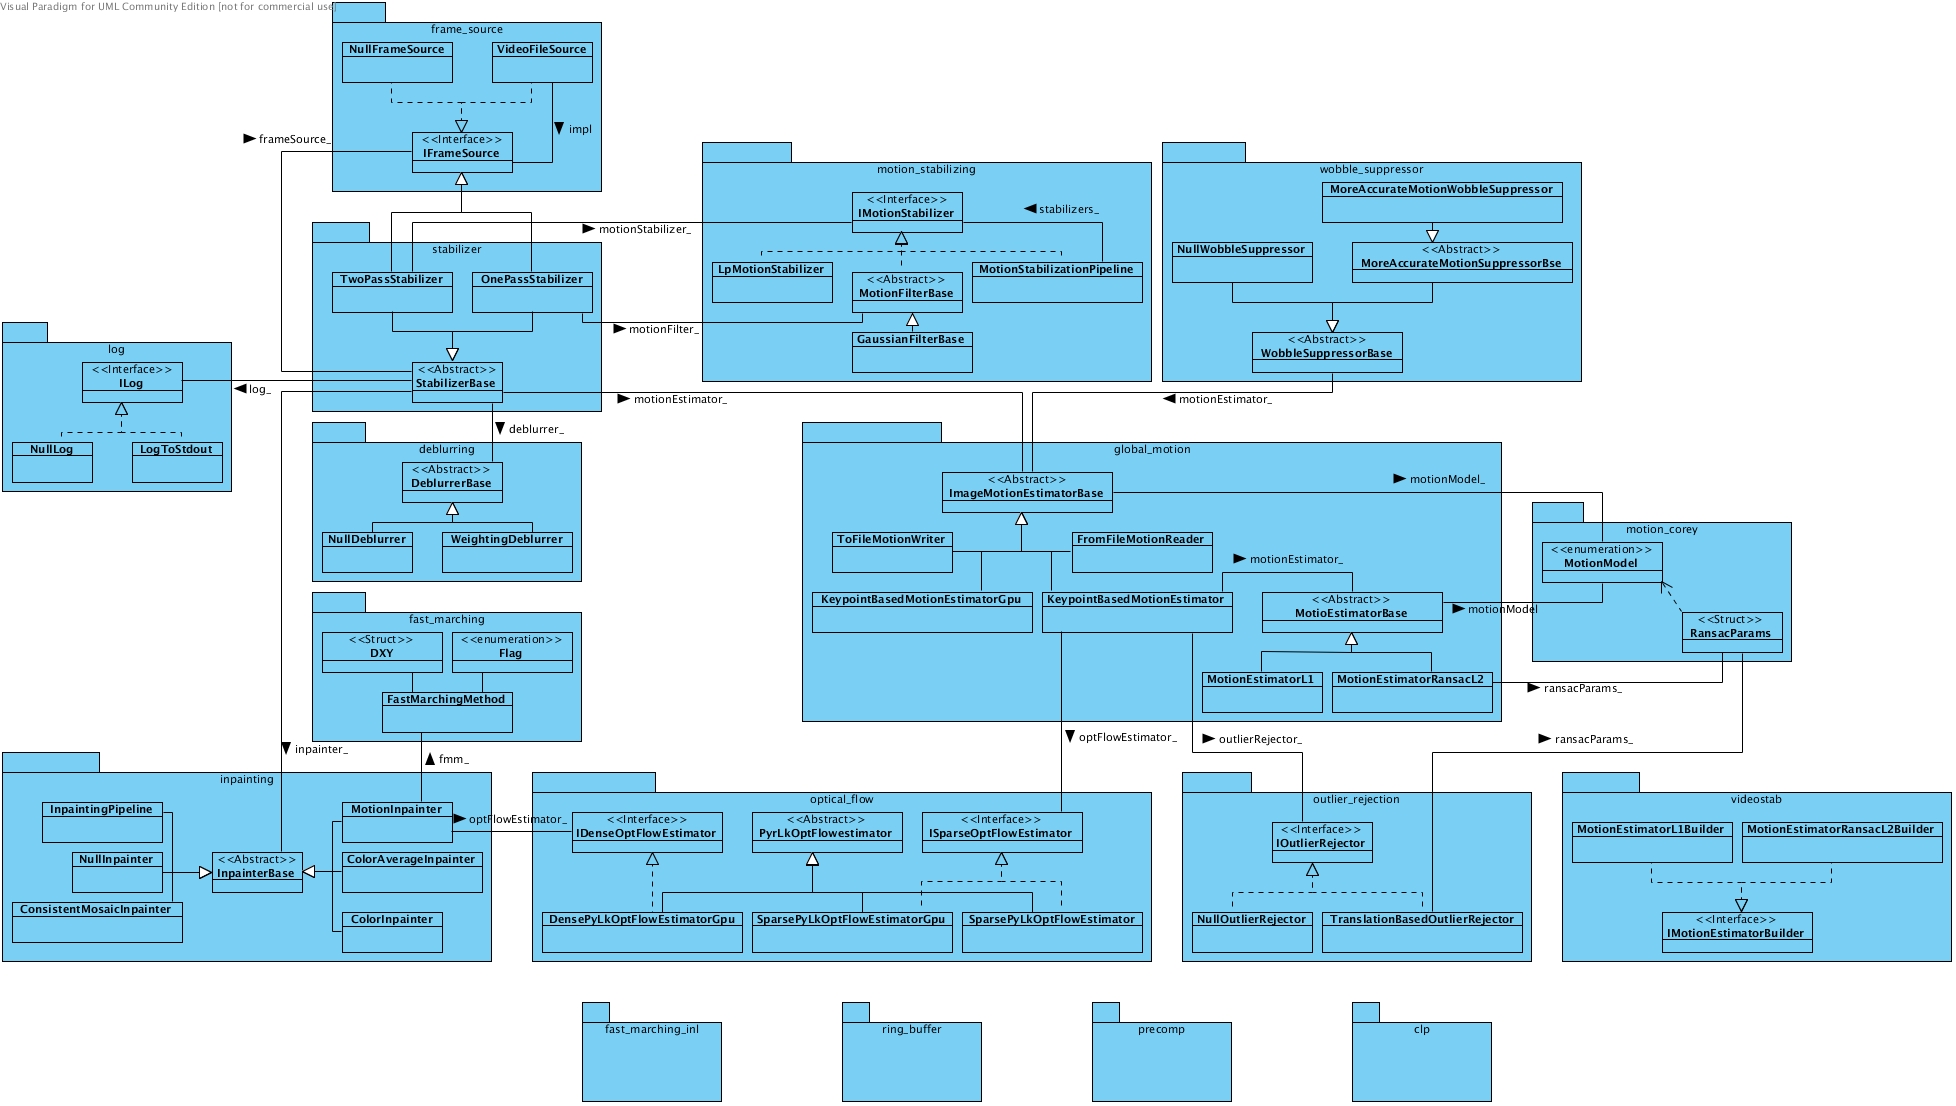 Visual Paradigm for UML Community Edition [not for commercial use]
frame_source
NullFrameSource
VideoFileSource
impl
<<Interface>>
IFrameSource
frameSource_
stabilizer
TwoPassStabilizer
OnePassStabilizer
<<Abstract>>
StabilizerBase
motionStabilizer_
motionFilter_
motion_stabilizing
<<Interface>>
IMotionStabilizer
stabilizers_
LpMotionStabilizer
<<Abstract>>
MotionFilterBase
MotionStabilizationPipeline
GaussianFilterBase
wobble_suppressor
MoreAccurateMotionWobbleSuppressor
NullWobbleSuppressor
<<Abstract>>
MoreAccurateMotionSuppressorBse
<<Abstract>>
WobbleSuppressorBase
log
<<Interface>>
ILog
NullLog
LogToStdout
log_
motionEstimator_
motionEstimator_
deblurrer_
deblurring
<<Abstract>>
DeblurrerBase
NullDeblurrer
WeightingDeblurrer
fast_marching
<<Struct>>
DXY
<<enumeration>>
Flag
FastMarchingMethod
global_motion
<<Abstract>>
ImageMotionEstimatorBase
ToFileMotionWriter
FromFileMotionReader
motionEstimator_
KeypointBasedMotionEstimatorGpu
KeypointBasedMotionEstimator
<<Abstract>>
MotioEstimatorBase
MotionEstimatorL1
MotionEstimatorRansacL2
motionModel_
motion_corey
<<enumeration>>
MotionModel
motionModel
<<Struct>>
RansacParams
ransacParams_
inpainter_
fmm_
optFlowEstimator_
outlierRejector_
ransacParams_
inpainting
InpaintingPipeline
MotionInpainter
NullInpainter
<<Abstract>>
InpainterBase
ColorAverageInpainter
ConsistentMosaicInpainter
ColorInpainter
optFlowEstimator_
optical_flow
<<Interface>>
IDenseOptFlowEstimator
<<Abstract>>
PyrLkOptFlowestimator
<<Interface>>
ISparseOptFlowEstimator
DensePyLkOptFlowEstimatorGpu
SparsePyLkOptFlowEstimatorGpu
SparsePyLkOptFlowEstimator
outlier_rejection
<<Interface>>
IOutlierRejector
NullOutlierRejector
TranslationBasedOutlierRejector
videostab
MotionEstimatorL1Builder
MotionEstimatorRansacL2Builder
<<Interface>>
IMotionEstimatorBuilder
fast_marching_inl
ring_buffer
precomp
clp